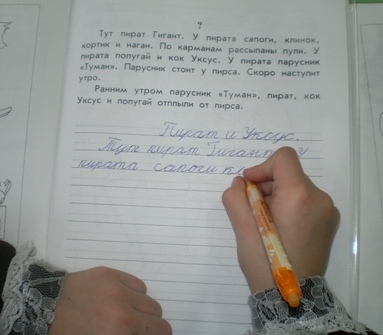 ?
Тут пират Гигант. У пирата сапоги, клинок,
кортик и наган. По карманам рассыпаны пули. У
пирата попугай и кок Уксус. У пирата парусник
«Туман». Парусник стоит у пирса. Скоро наступит
утро.
Ранним утром парусник «Туман», пират, кок
Уксус и попугай отплыли от пирса.
Пират и Уксус.
Тут пират Гигант. У
пирата сапоги кл